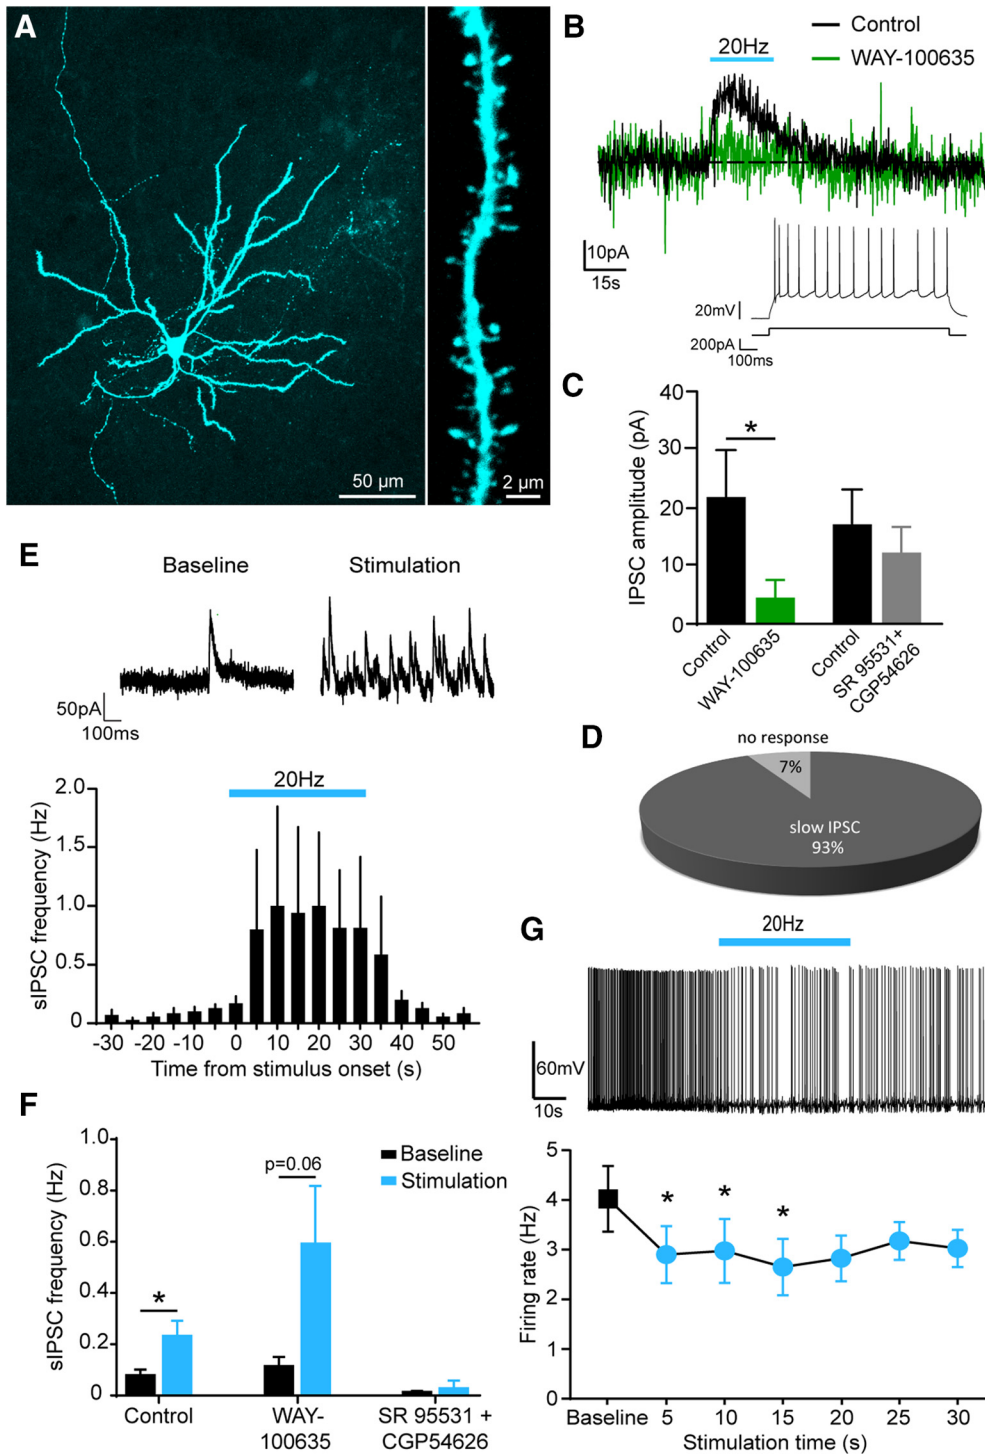 A
50 µm
2 µm
B
20Hz
Control
WAY-100635
10pA
15s
20mV
200pA
100ms
C
IPSC amplitude (pA)
40
30
20
10
0
*
Control
WAY-100635
Control
SR 95531+
CGP54626
D
no response
7%
slow IPSC
93%
E
Baseline
Stimulation
50pA
100ms
20Hz
sIPSC frequency (Hz)
2.0
1.5
1.0
0.5
0
-30
-20
-10
0
10
20
30
40
50
Time from stimulus onset (s)
F
sIPSC frequency (Hz)
1.0
0.8
0.6
0.4
0.2
0
*
p=0.06
Baseline
Stimulation
Control
WAY-
100635
SR 95531 +
CGP54626
G
20Hz
60mV
10s
Firing rate (Hz)
5
4
3
2
1
0
*
*
*
Baseline
5
10
15
20
25
30
Stimulation time (s)